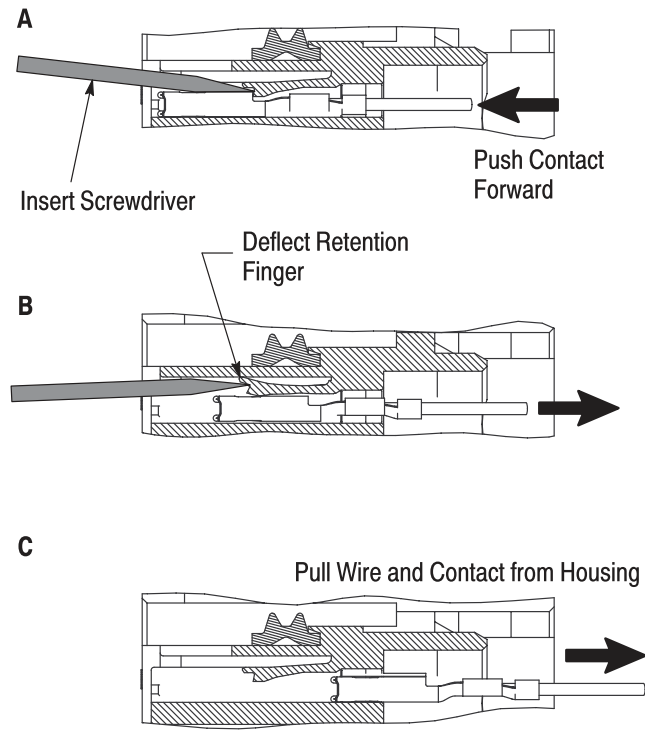 A
Push Contact
Forward
Insert Screwdriver
Deflect Retention
Finger
B
C
Pull Wire and Contact from Housing